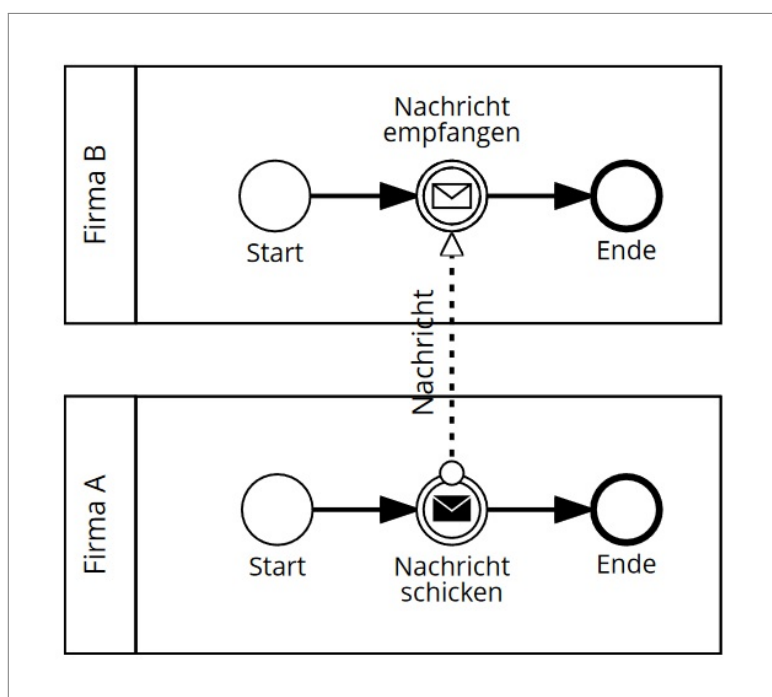 Firma B
Nachricht
empfangen
Start
Ende
Nachricht
Firma A
Start
Nachricht
schicken
Ende